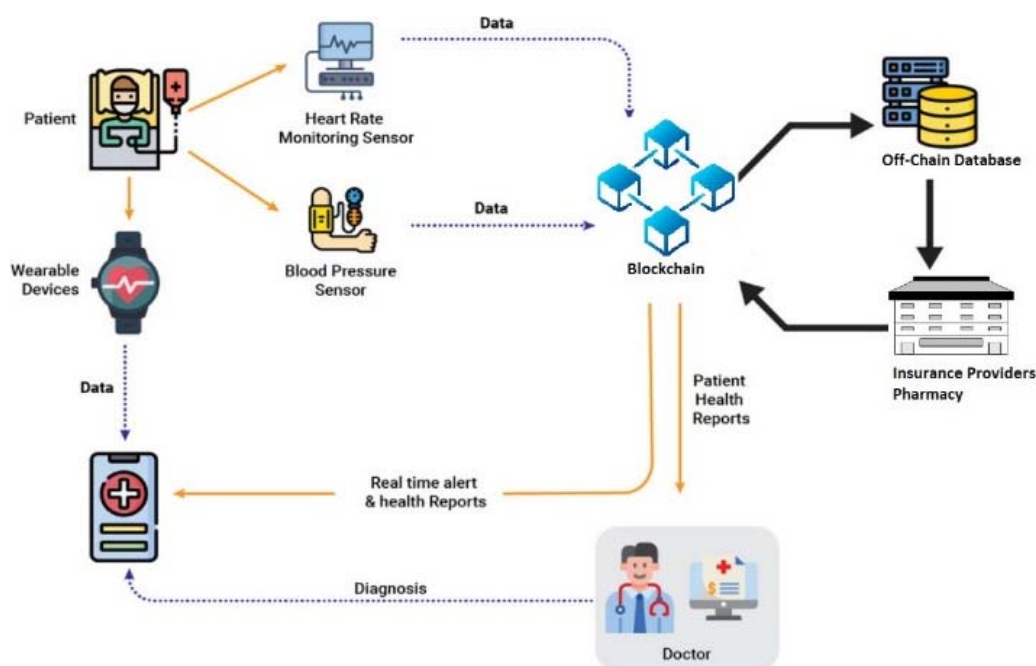 Data
Patient
Heart Rate
Monitoring Sensor
Off-Chain Database
Data
Wearable
Devices
Blood Pressure
Sensor
Blockchain
Insurance Providers
Pharmacy
Data
Patient
Health
Reports
Real time alert
& health Reports
Diagnosis
Doctor